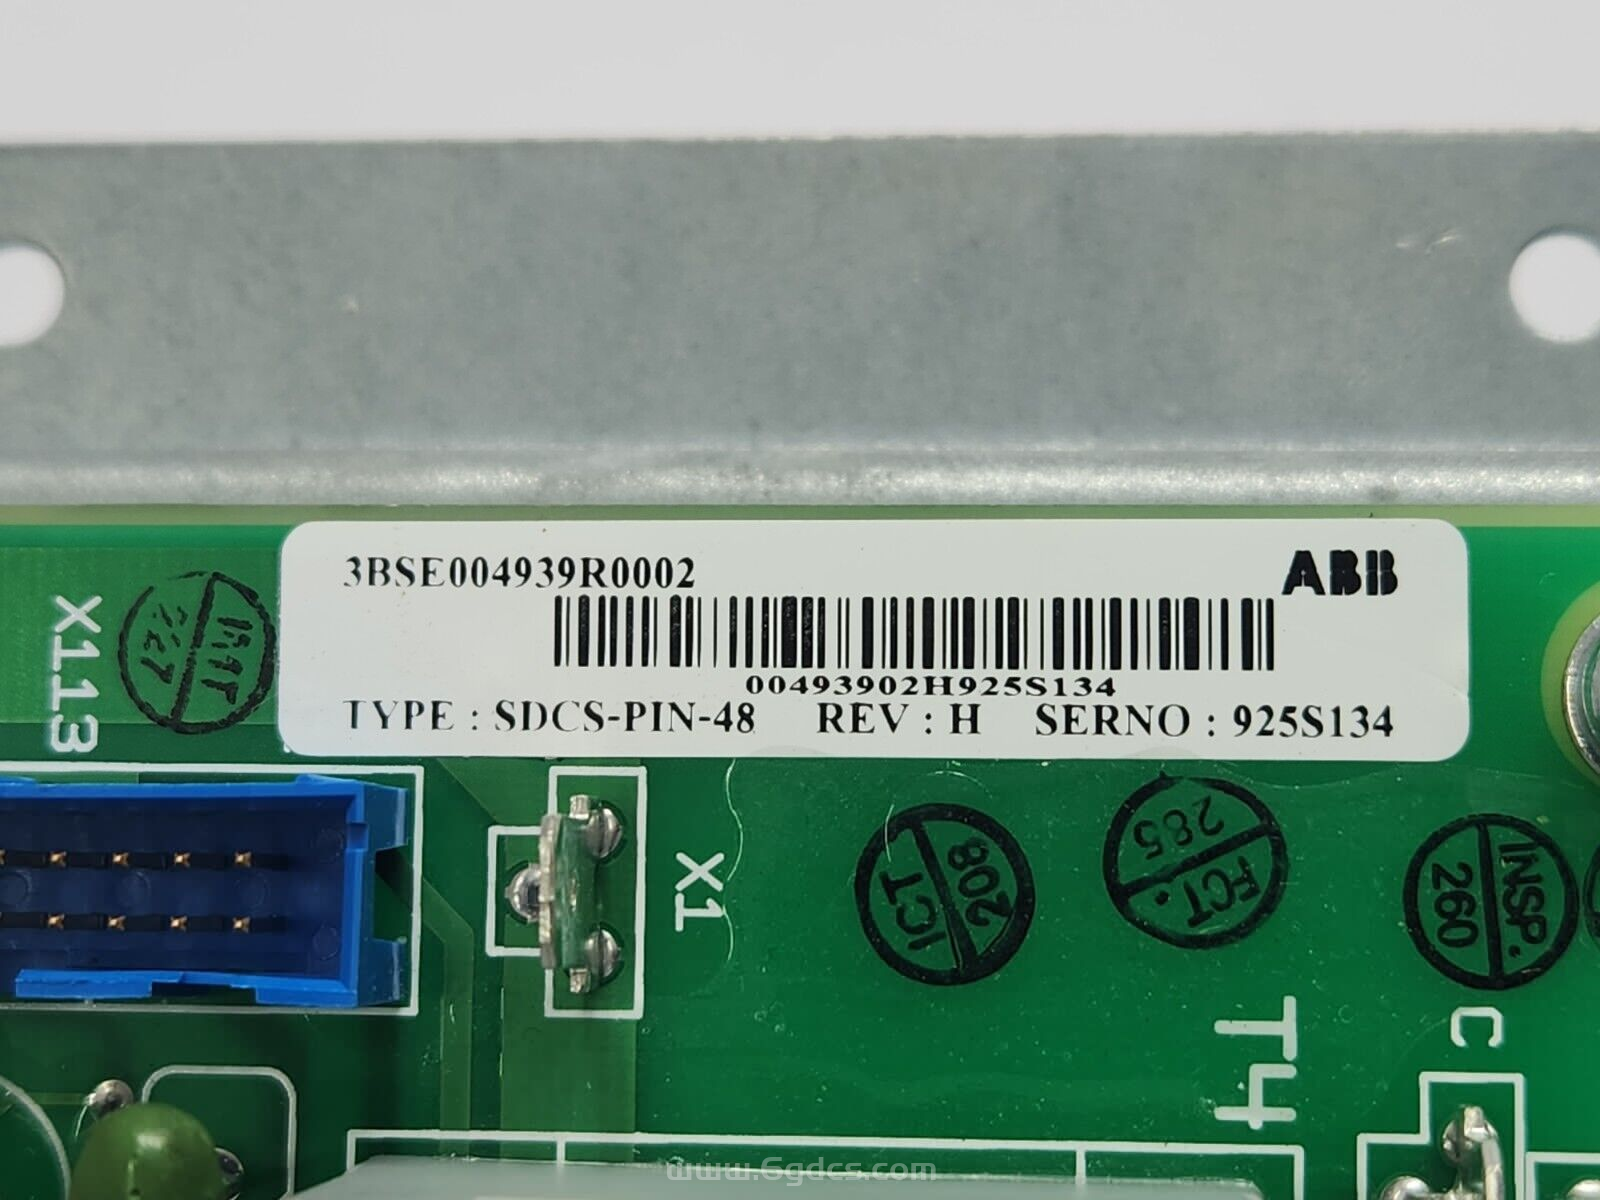 3BSE004939R0002
ABB
00493902H925S134
TYPE : SDCS-PIN-48 REV : H SERNO : 925S134
X113
X1
ICT
208
FCT.
285
INSP.
260
C
T4
www.6gdcs.com